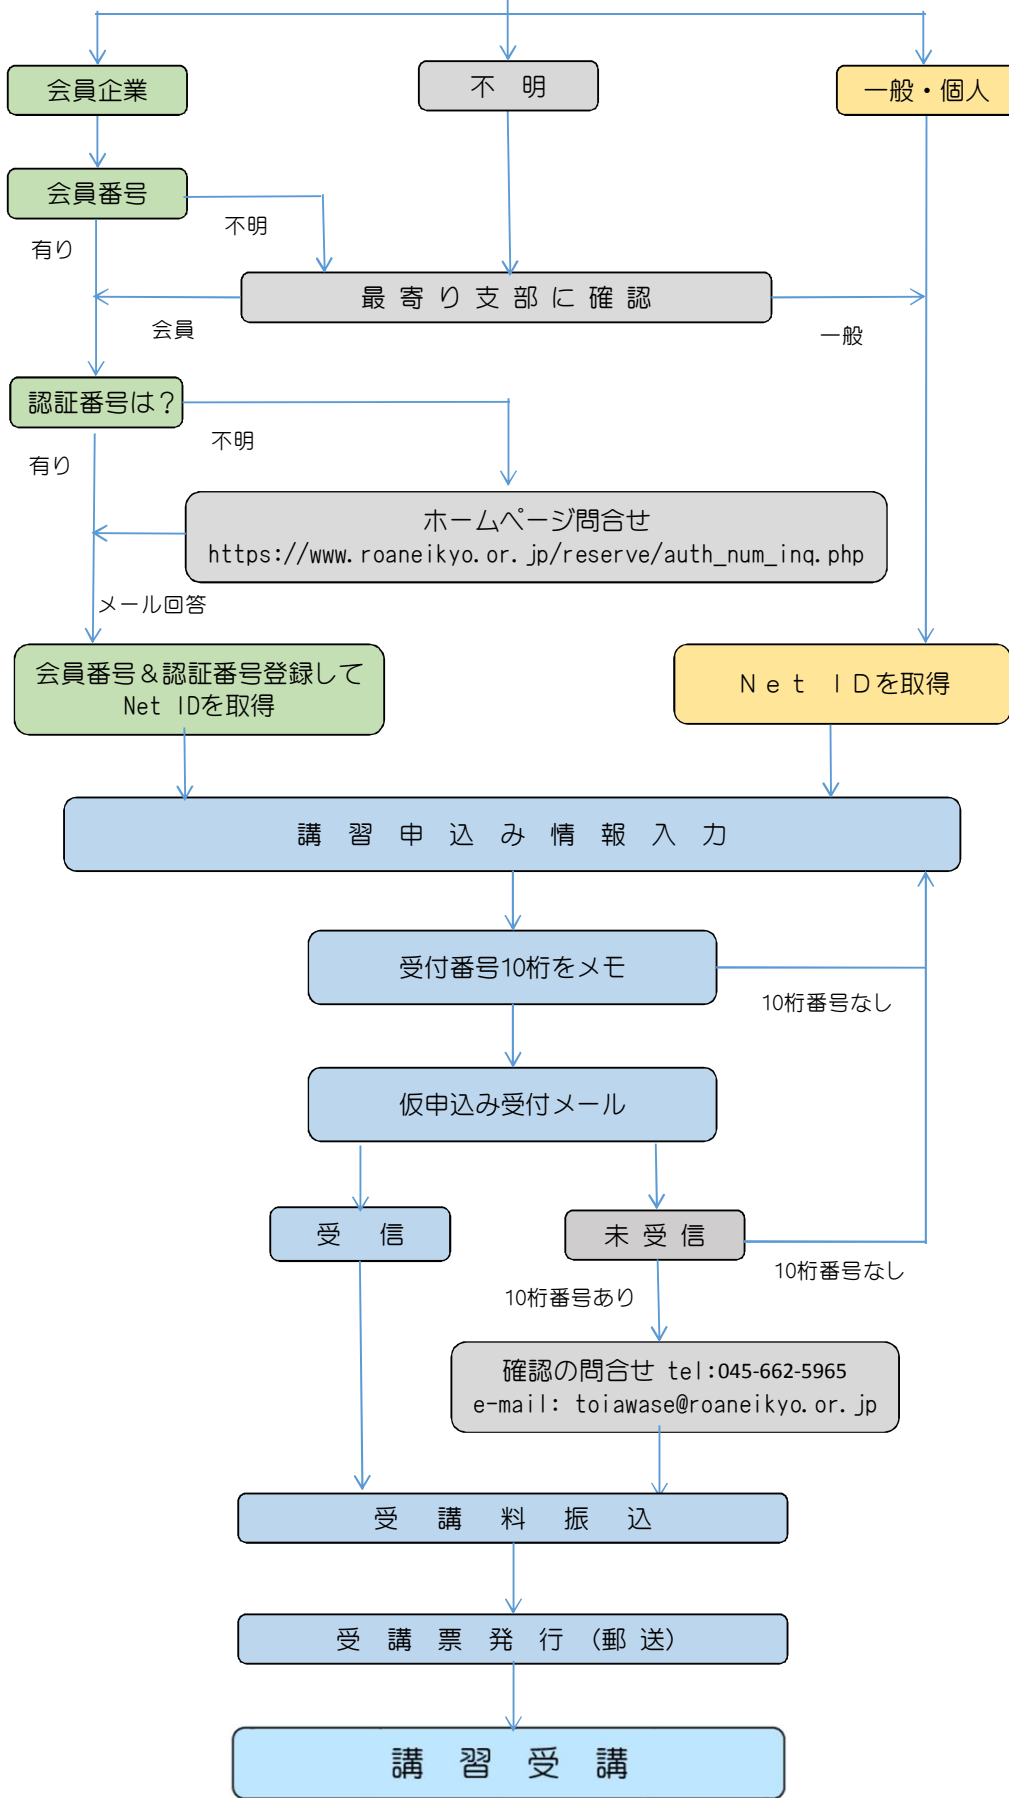 会員企業
不　明
一般・個人
会員番号
不明
有り
最 寄 り 支 部 に 確 認
会員
一般
認証番号は？
不明
有り
ホームページ問合せ
https://www.roaneikyo.or.jp/reserve/auth_num_inq.php
メール回答
会員番号＆認証番号登録して
Net IDを取得
Ｎｅｔ　ＩＤを取得
講　習　申　込　み　情　報　入　力
受付番号10桁をメモ
10桁番号なし
仮申込み受付メール
受　信
未 受 信
10桁番号なし
10桁番号あり
確認の問合せ tel:045-662-5965
e-mail: toiawase@roaneikyo.or.jp
受　講　料　振　込
受　講　票　発　行　（郵 送）
講　習　受　講